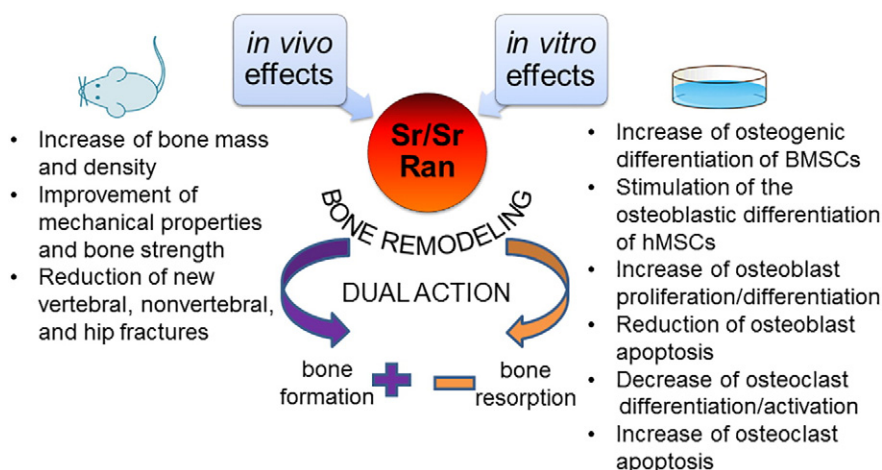 in vivo
effects
in vitro
effects
Sr/Sr
Ran
• Increase of bone mass
and density
• Improvement of
mechanical properties
and bone strength
• Reduction of new
vertebral, nonvertebral,
and hip fractures
BONE REMODELING
DUAL ACTION
bone
formation
bone
resorption
• Increase of osteogenic
differentiation of BMSCs
• Stimulation of the
osteoblastic differentiation
of hMSCs
• Increase of osteoblast
proliferation/differentiation
• Reduction of osteoblast
apoptosis
• Decrease of osteoclast
differentiation/activation
• Increase of osteoclast
apoptosis